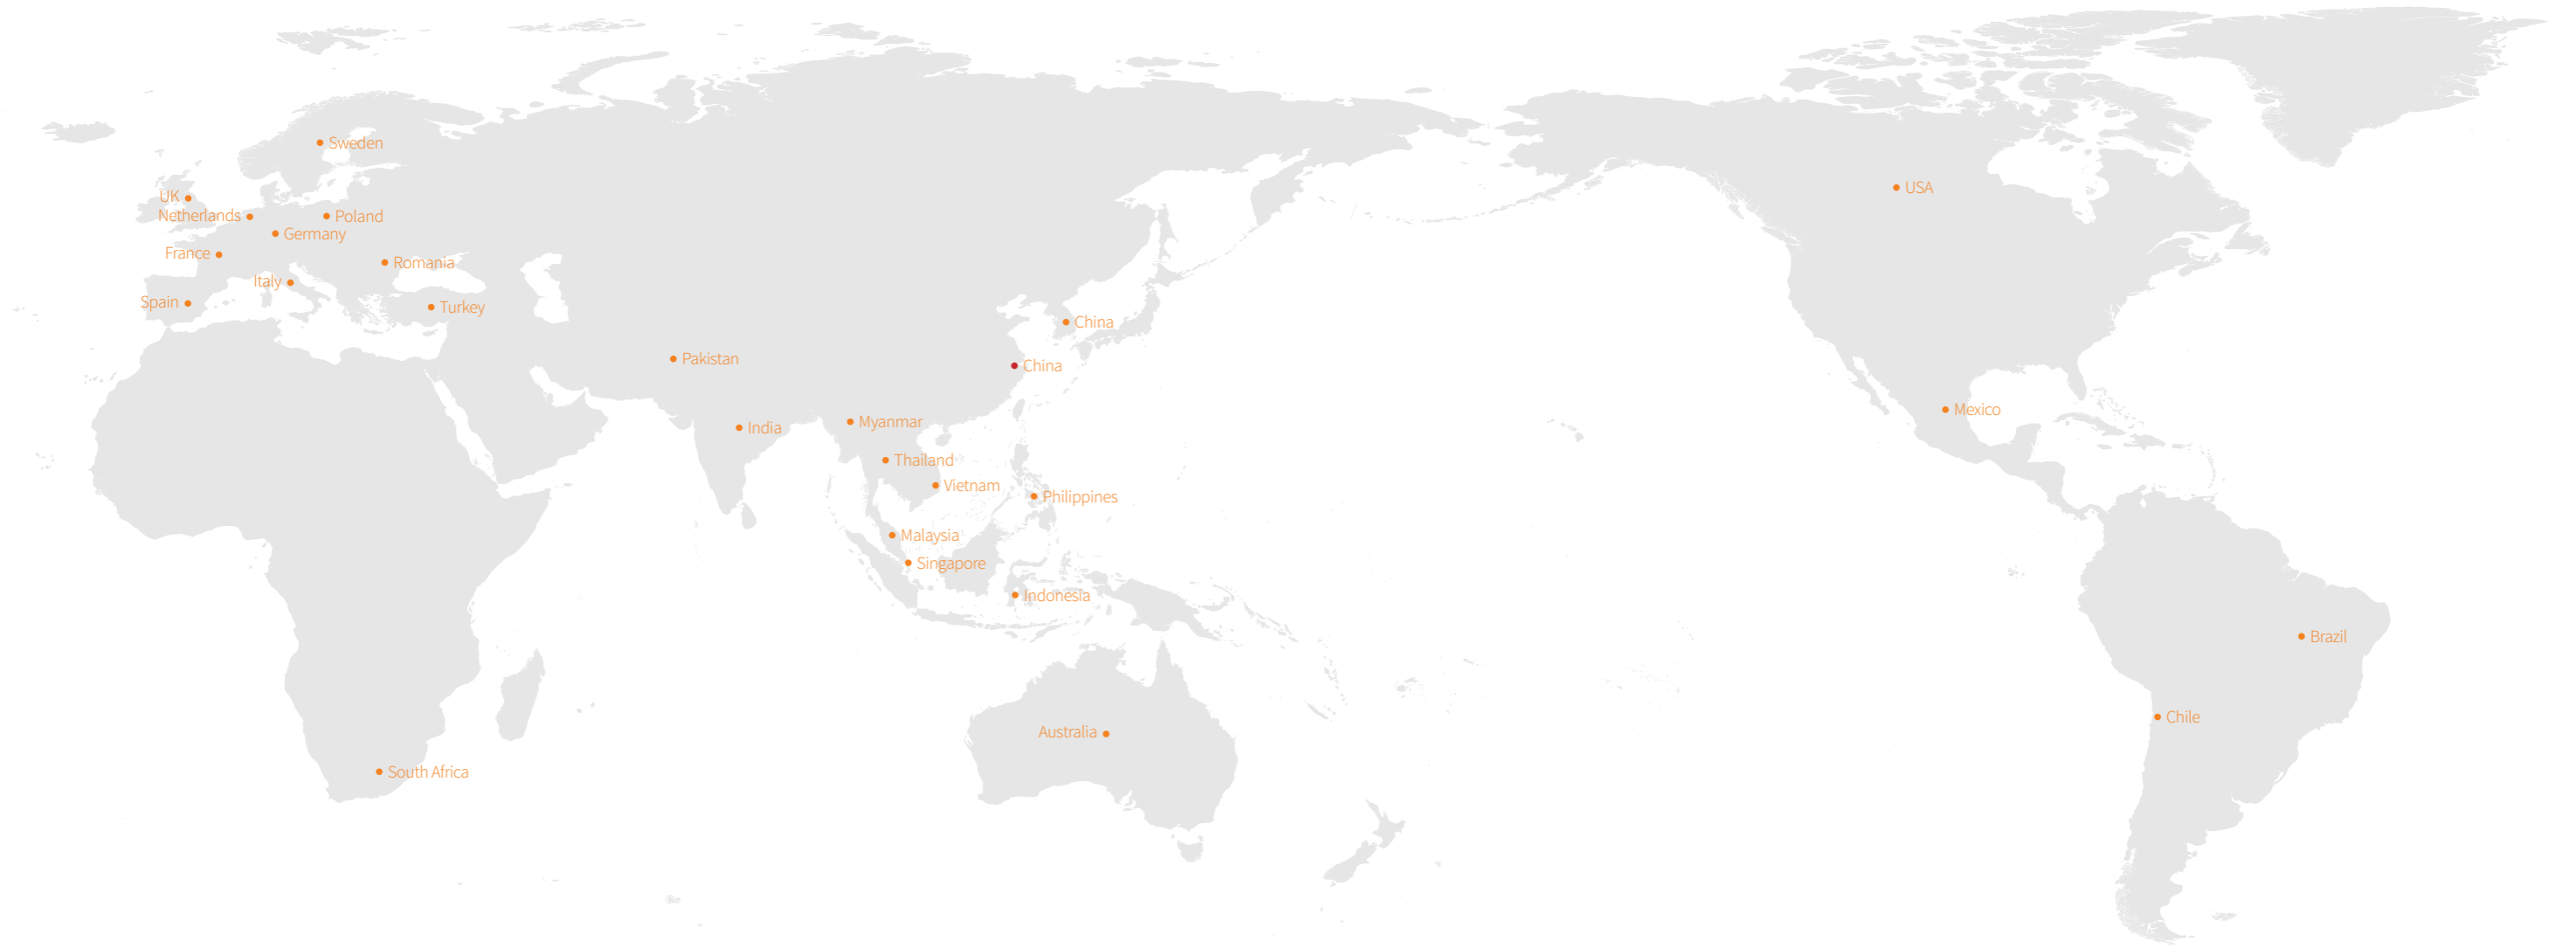 Sweden
USA
UK
Netherlands
Poland
Germany
France
Romania
Italy
Spain
Turkey
China
Pakistan
China
Mexico
Myanmar
India
Thailand
Vietnam
Philippines
Malaysia
Singapore
Indonesia
Brazil
Chile
Australia
South Africa